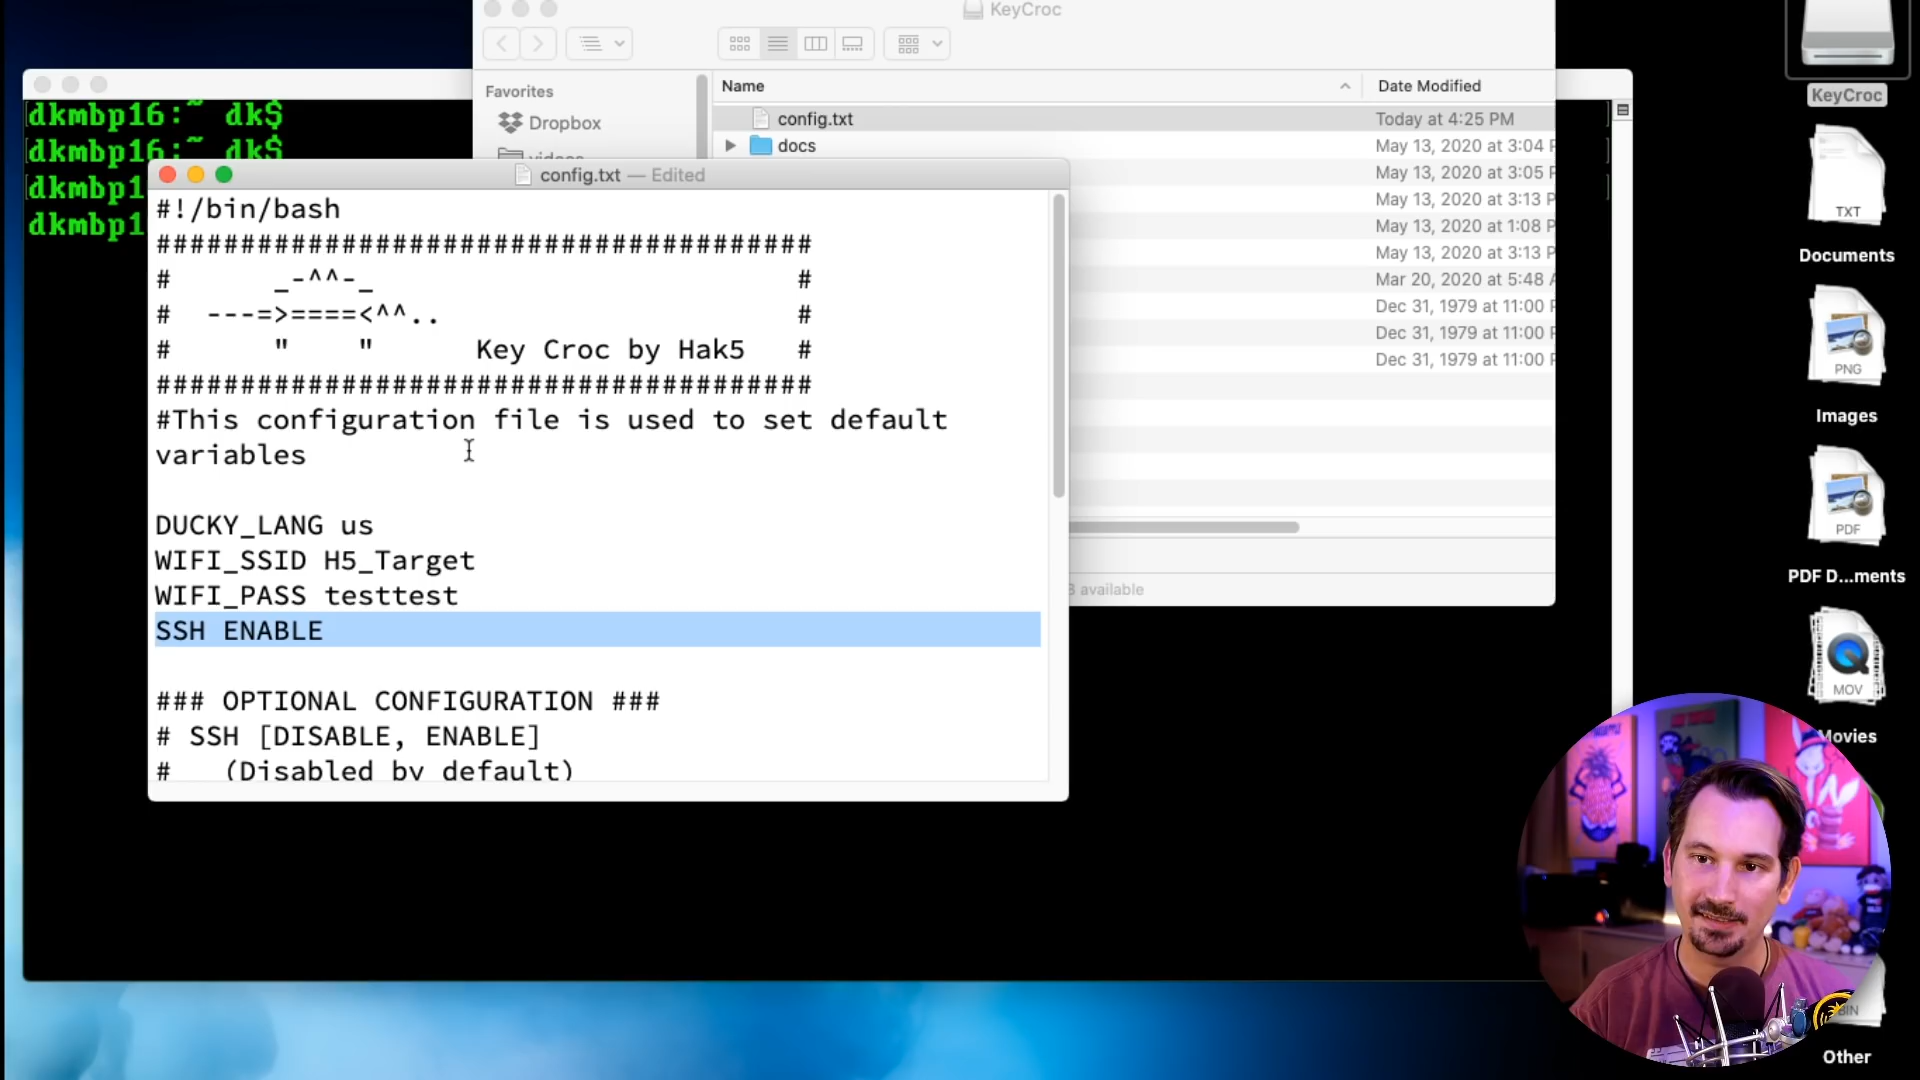 KeyCroc
Name
Date Modified
Favorites
Dropbox
config.txt
Today at 4:25 PM
docs
May 13, 2020 at 3:04 P
May 13, 2020 at 3:05 P
May 13, 2020 at 3:13 P
May 13, 2020 at 1:08 P
May 13, 2020 at 3:13 P
Mar 20, 2020 at 5:48 A
Dec 31, 1979 at 11:00 P
Dec 31, 1979 at 11:00 P
Dec 31, 1979 at 11:00 P
available
dkmbp16:~ dk$
dkmbp16:~ dk$
dkmbp1
dkmbp1
config.txt — Edited
#!/bin/bash
#######################################
#      _-^^-_                         #
#  ---=>====<^^..                     #
#      "    "      Key Croc by Hak5   #
#######################################
#This configuration file is used to set default
variables
DUCKY_LANG us
WIFI_SSID H5_Target
WIFI_PASS testtest
SSH ENABLE
### OPTIONAL CONFIGURATION ###
# SSH [DISABLE, ENABLE]
#   (Disabled by default)
KeyCroc
TXT
Documents
PNG
Images
PDF
PDF D...ments
MOV
Movies
BIN
Other